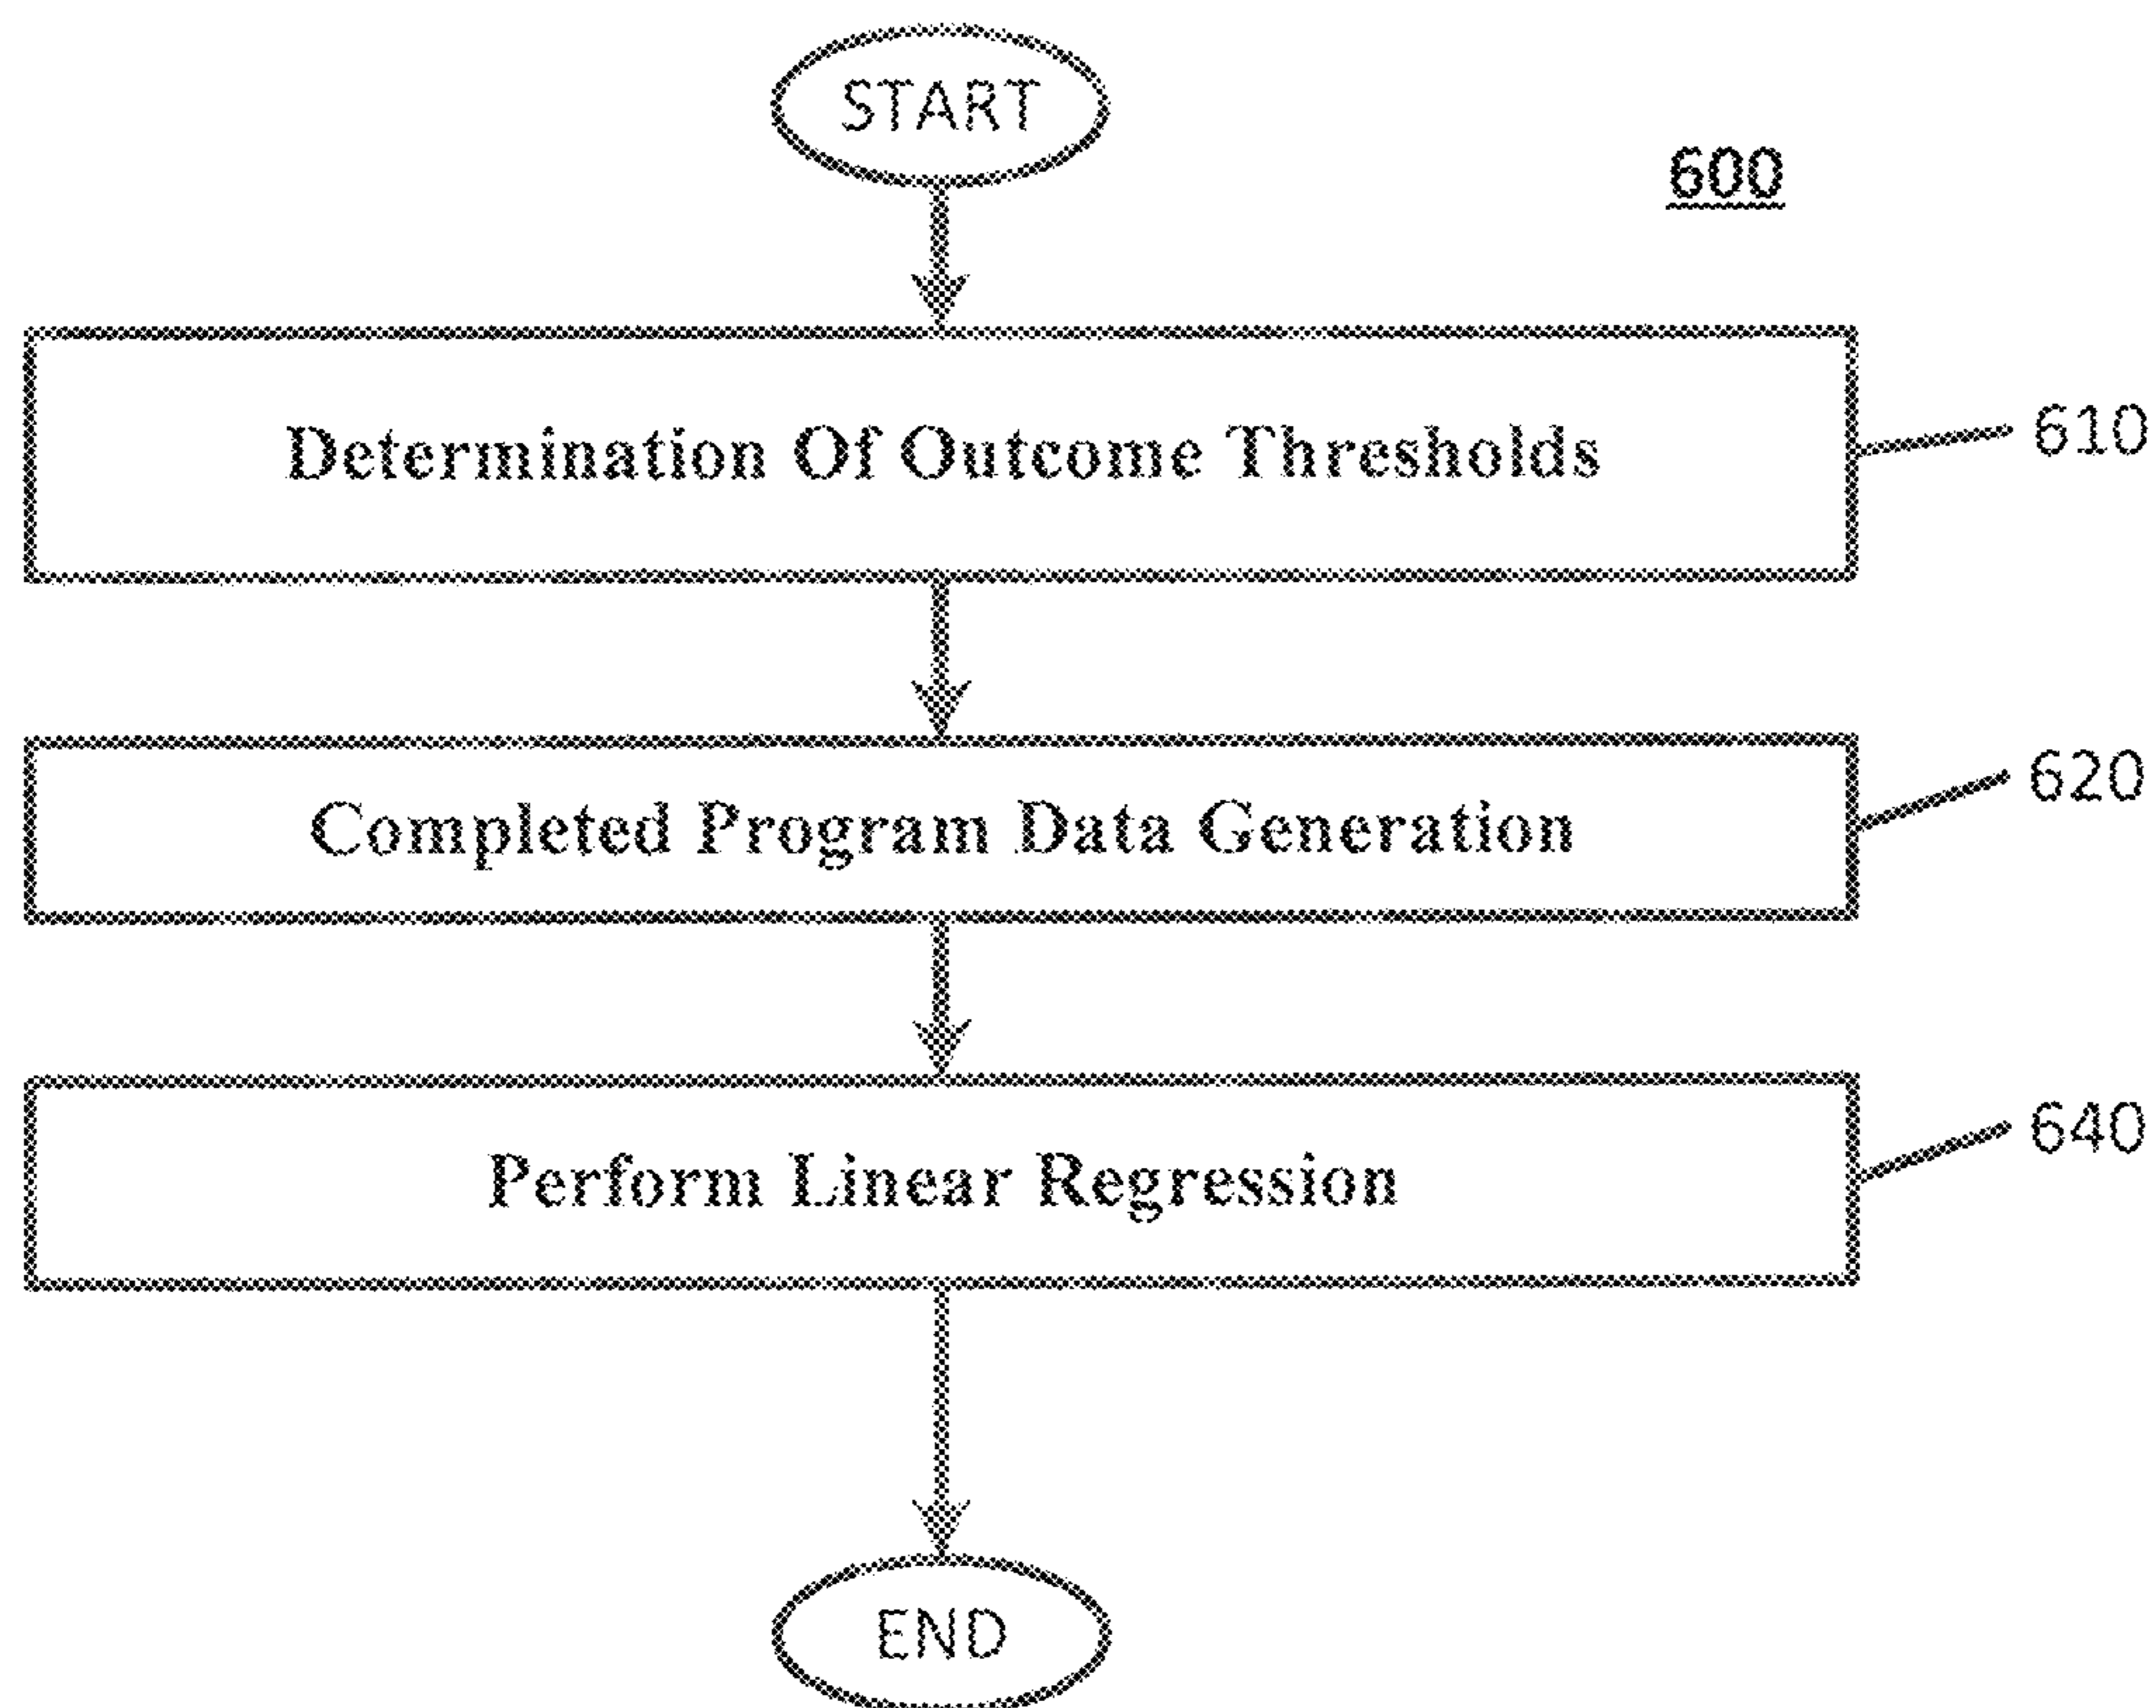 START
600
Determination Of Outcome Thresholds
610
Completed Program Data Generation
620
Perform Linear Regression
640
END